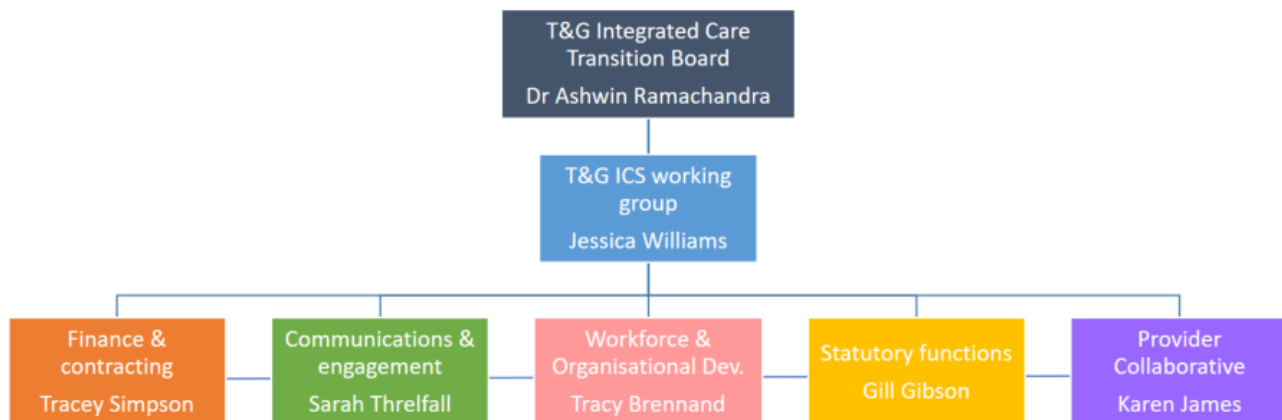 T&G Integrated Care
Transition Board
Dr Ashwin Ramachandra
T&G ICS working
group
Jessica Williams
Finance &
contracting
Tracey Simpson
Communications &
engagement
Sarah Threlfall
Workforce &
Organisational Dev.
Tracy Brennand
Statutory functions
Gill Gibson
Provider
Collaborative
Karen James